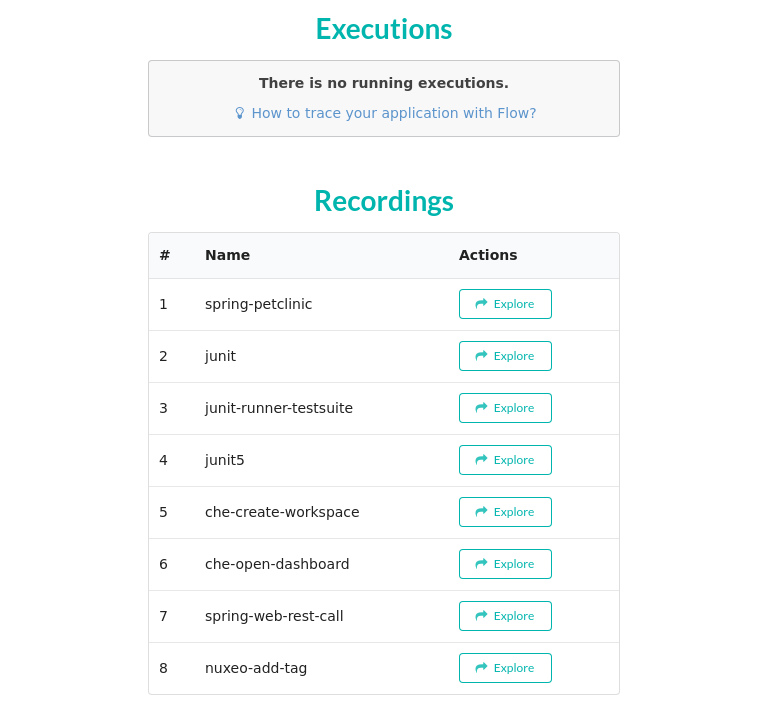 Executions
There is no running executions.
How to trace your application with Flow?
Recordings
# Name Actions
1 spring-petclinic Explore
2 junit Explore
3 junit-runner-testsuite Explore
4 junit5 Explore
5 che-create-workspace Explore
6 che-open-dashboard Explore
7 spring-web-rest-call Explore
8 nuxeo-add-tag Explore